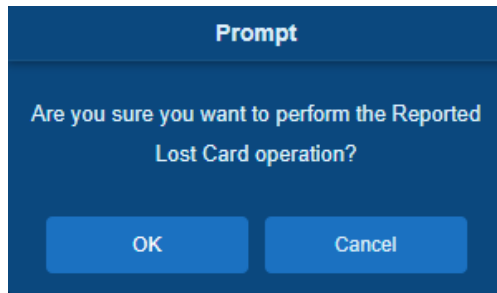 Prompt
Are you sure you want to perform the Reported
Lost Card operation?
OK
Cancel